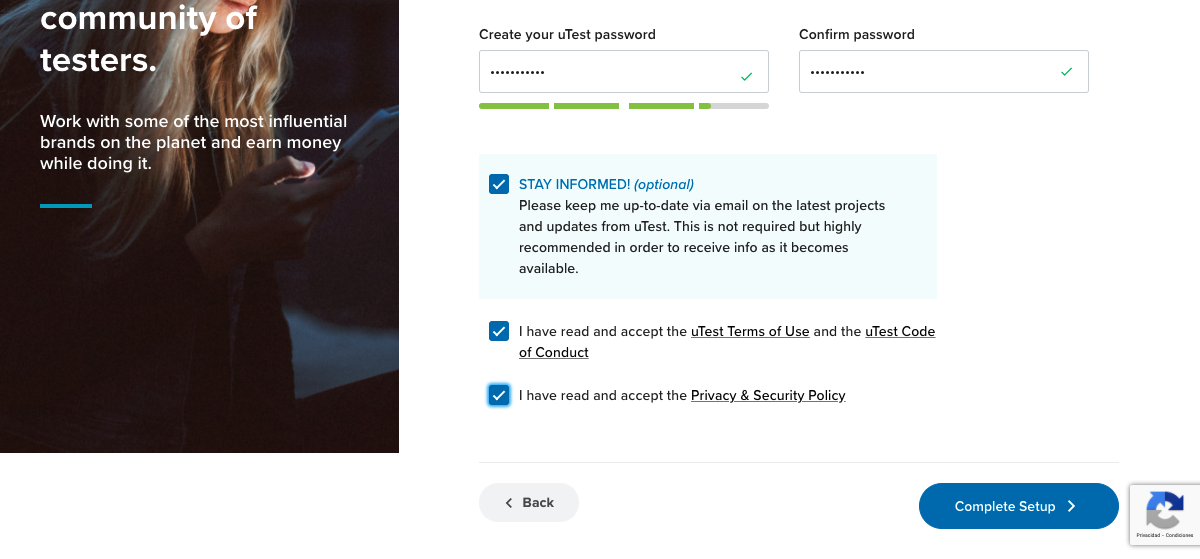 community of
testers.
Work with some of the most influential
brands on the planet and earn money
while doing it.
Create your uTest password
Confirm password
•••••••••••
•••••••••••
STAY INFORMED! (optional)
Please keep me up-to-date via email on the latest projects
and updates from uTest. This is not required but highly
recommended in order to receive info as it becomes
available.
I have read and accept the uTest Terms of Use and the uTest Code
of Conduct
I have read and accept the Privacy & Security Policy
Back
Complete Setup
Privacidad - Condiciones